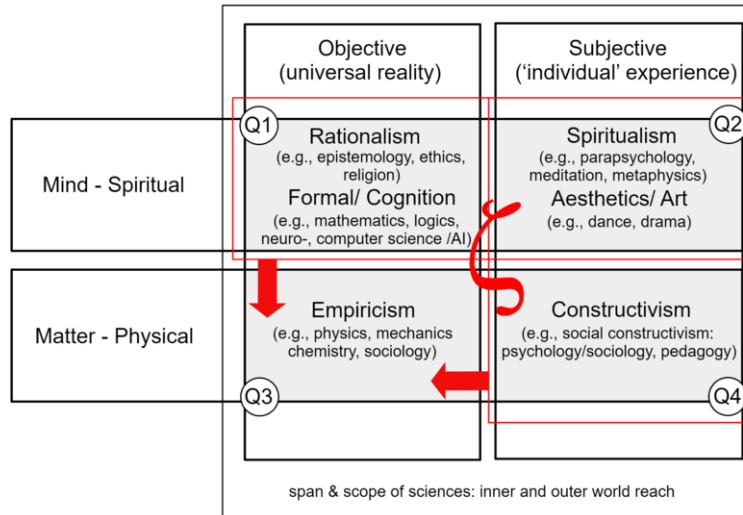 Objective
(universal reality)
Subjective
('individual' experience)
Q1
Q2
Mind - Spiritual
Rationalism
(e.g., epistemology, ethics,
religion)
Formal/ Cognition
(e.g., mathematics, logics,
neuro-, computer science /AI)
Spiritualism
(e.g., parapsychology,
meditation, metaphysics)
Aesthetics/ Art
(e.g., dance, drama)
Matter - Physical
Empiricism
(e.g., physics, mechanics
chemistry, sociology)
Constructivism
(e.g., social constructivism:
psychology/sociology, pedagogy)
Q3
Q4
span & scope of sciences: inner and outer world reach